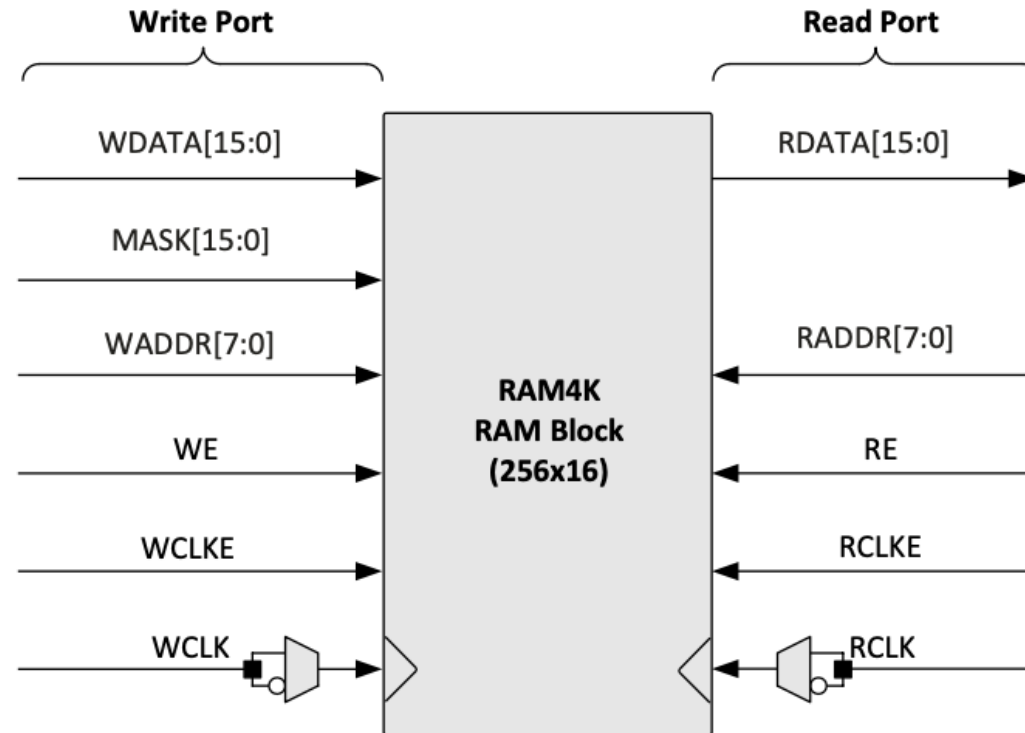 Write Port
Read Port
WDATA[15:0]
RDATA[15:0]
MASK[15:0]
WADDR[7:0]
RADDR[7:0]
RAM4K
RAM Block
(256x16)
WE
RE
WCLKE
RCLKE
WCLK
RCLK